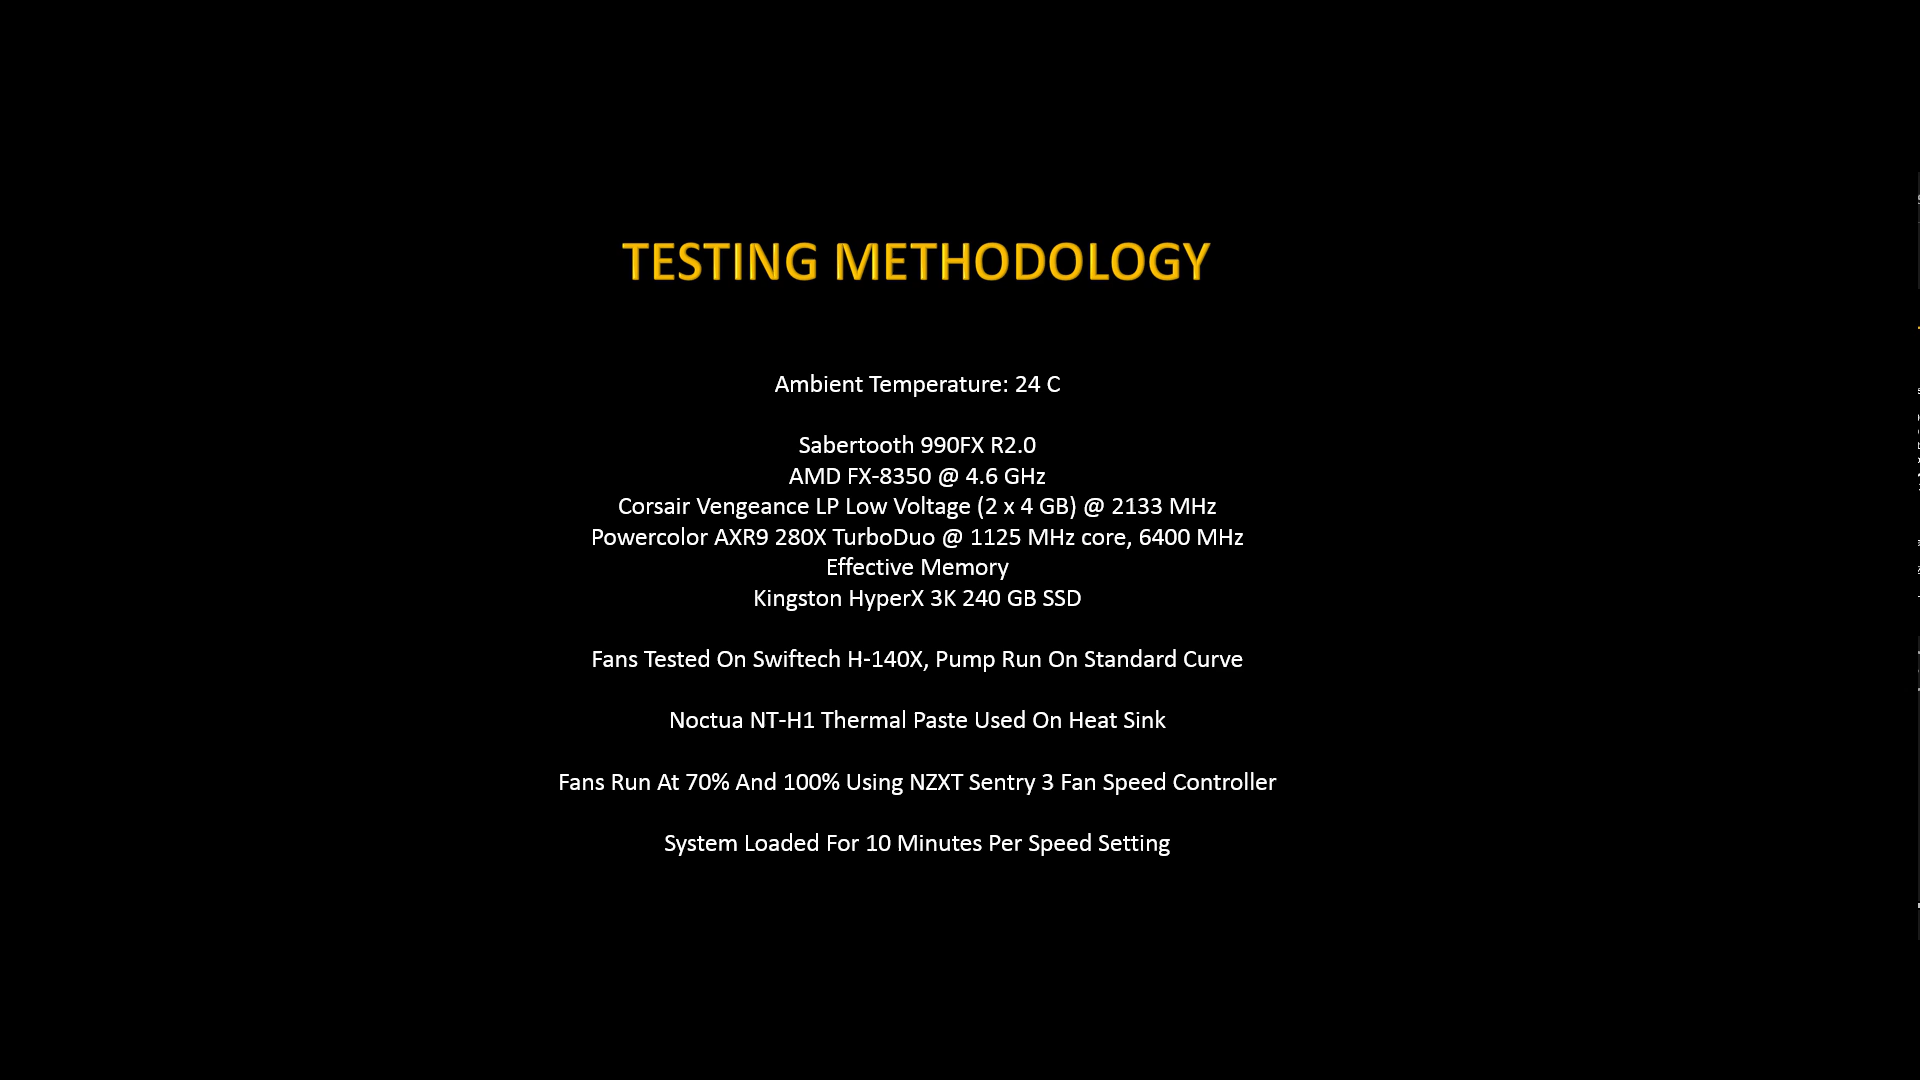 TESTING METHODOLOGY
Ambient Temperature: 24 C
Sabertooth 990FX R2.0
AMD FX-8350 @ 4.6 GHz
Corsair Vengeance LP Low Voltage (2 x 4 GB) @ 2133 MHz
Powercolor AXR9 280X TurboDuo @ 1125 MHz core, 6400 MHz
Effective Memory
Kingston HyperX 3K 240 GB SSD
Fans Tested On Swiftech H-140X, Pump Run On Standard Curve
Noctua NT-H1 Thermal Paste Used On Heat Sink
Fans Run At 70% And 100% Using NZXT Sentry 3 Fan Speed Controller
System Loaded For 10 Minutes Per Speed Setting